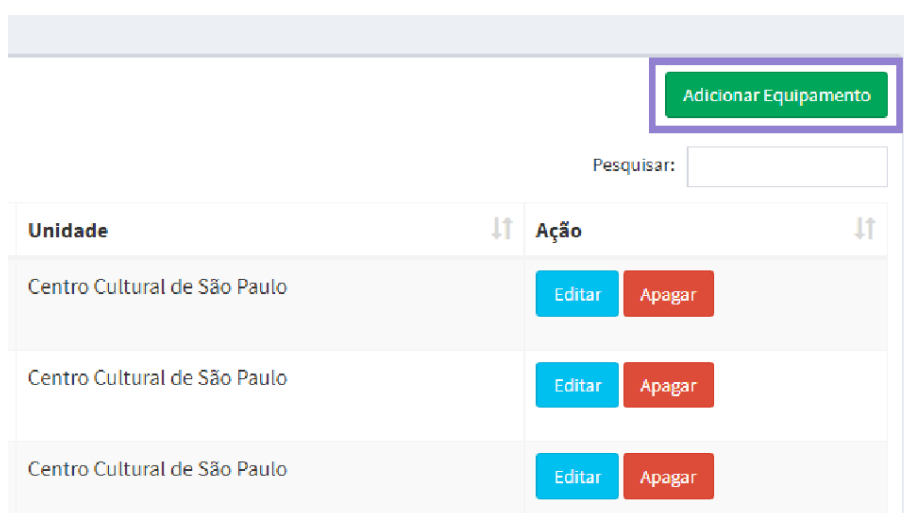 Adicionar Equipamento
Pesquisar:
Unidade Ação
Centro Cultural de São Paulo Editar Apagar
Centro Cultural de São Paulo Editar Apagar
Centro Cultural de São Paulo Editar Apagar